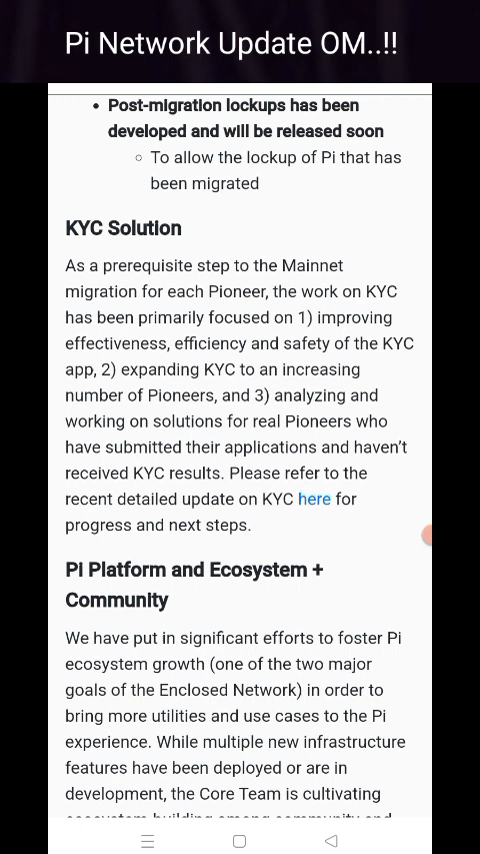 Pi Network Update OM..!!
• Post-migration lockups has been
developed and will be released soon
◦ To allow the lockup of Pi that has
been migrated
KYC Solution
As a prerequisite step to the Mainnet
migration for each Pioneer, the work on KYC
has been primarily focused on 1) improving
effectiveness, efficiency and safety of the KYC
app, 2) expanding KYC to an increasing
number of Pioneers, and 3) analyzing and
working on solutions for real Pioneers who
have submitted their applications and haven't
received KYC results. Please refer to the
recent detailed update on KYC here for
progress and next steps.
Pi Platform and Ecosystem +
Community
We have put in significant efforts to foster Pi
ecosystem growth (one of the two major
goals of the Enclosed Network) in order to
bring more utilities and use cases to the Pi
experience. While multiple new infrastructure
features have been deployed or are in
development, the Core Team is cultivating